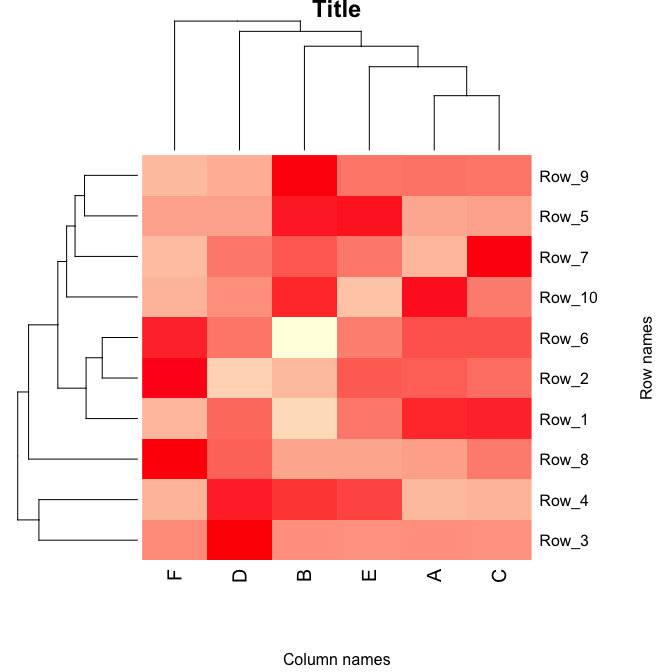 Title
Row_9
Row_5
Row_7
Row_10
Row_6
Row_2
Row_1
Row_8
Row_4
Row_3
Row names
F D B E A C
Column names